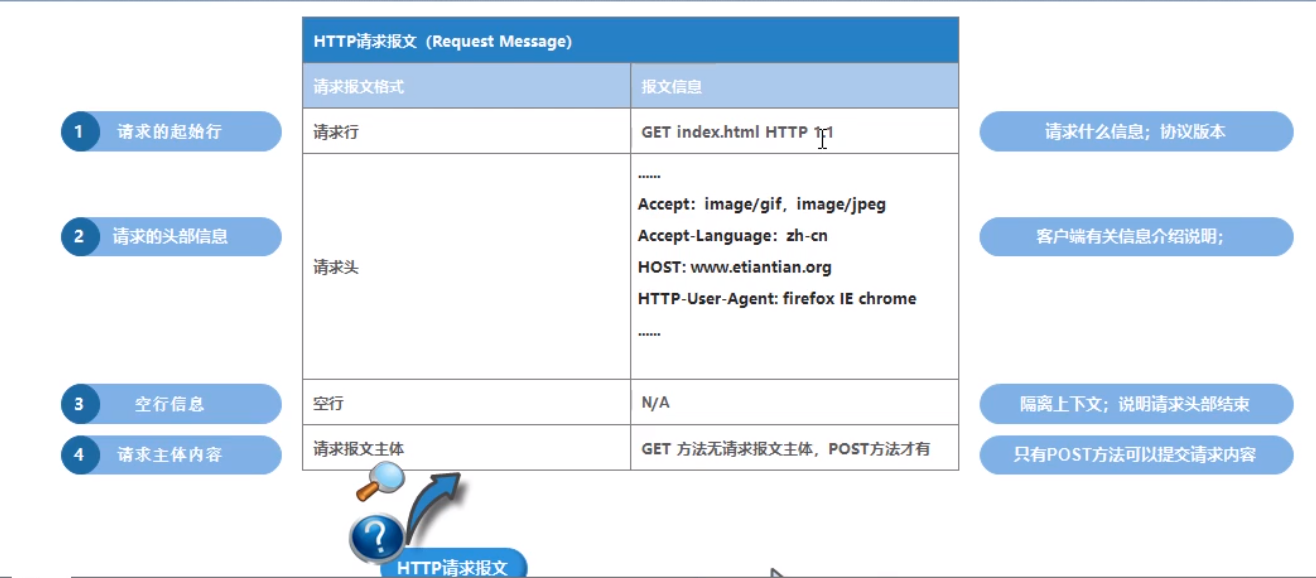 HTTP请求报文（Request Message）
请求报文格式 报文信息
1 请求的起始行 请求行 GET index.html HTTP 1.1 请求什么信息；协议版本
......
Accept：image/gif，image/jpeg
Accept-Language：zh-cn
2 请求的头部信息 请求头 HOST: www.etiantian.org 客户端有关信息介绍说明；
HTTP-User-Agent: firefox IE chrome
......
3 空行信息 空行 N/A 隔离上下文；说明请求头部结束
4 请求主体内容 请求报文主体 GET 方法无请求报文主体，POST方法才有 只有POST方法可以提交请求内容
?
HTTP请求报文